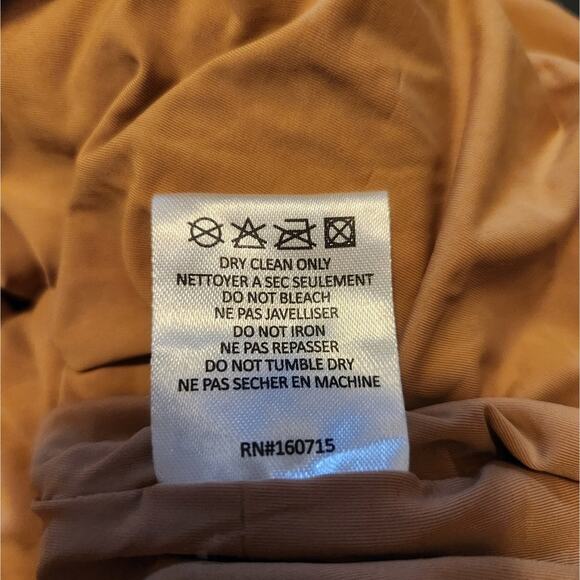 DRY CLEAN ONLY
NETTOYER A SEC SEULEMENT
DO NOT BLEACH
NE PAS JAVELLISER
DO NOT IRON
NE PAS REPASSER
DO NOT TUMBLE DRY
NE PAS SECHER EN MACHINE
RN#160715